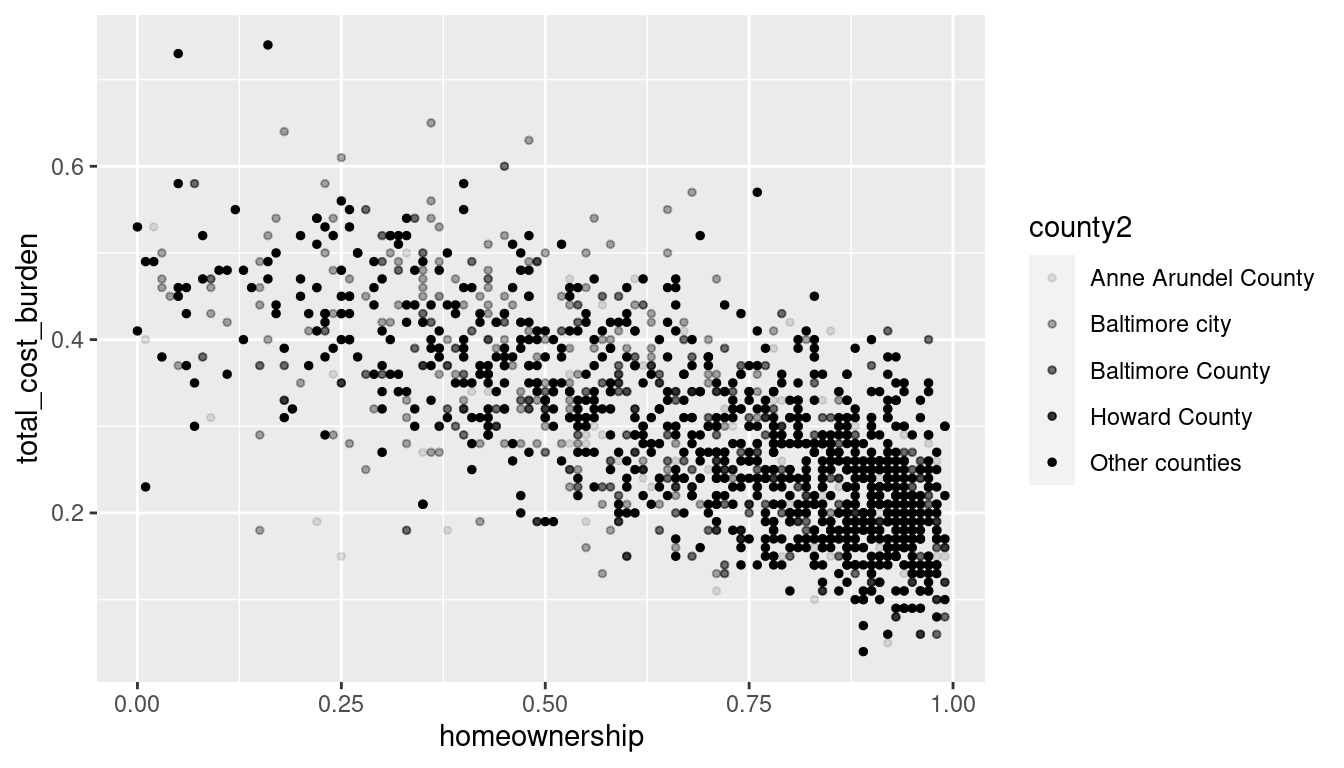 total_cost_burden
0.6
0.4
0.2
0.00 0.25 0.50 0.75 1.00
homeownership
county2
Anne Arundel County
Baltimore city
Baltimore County
Howard County
Other counties